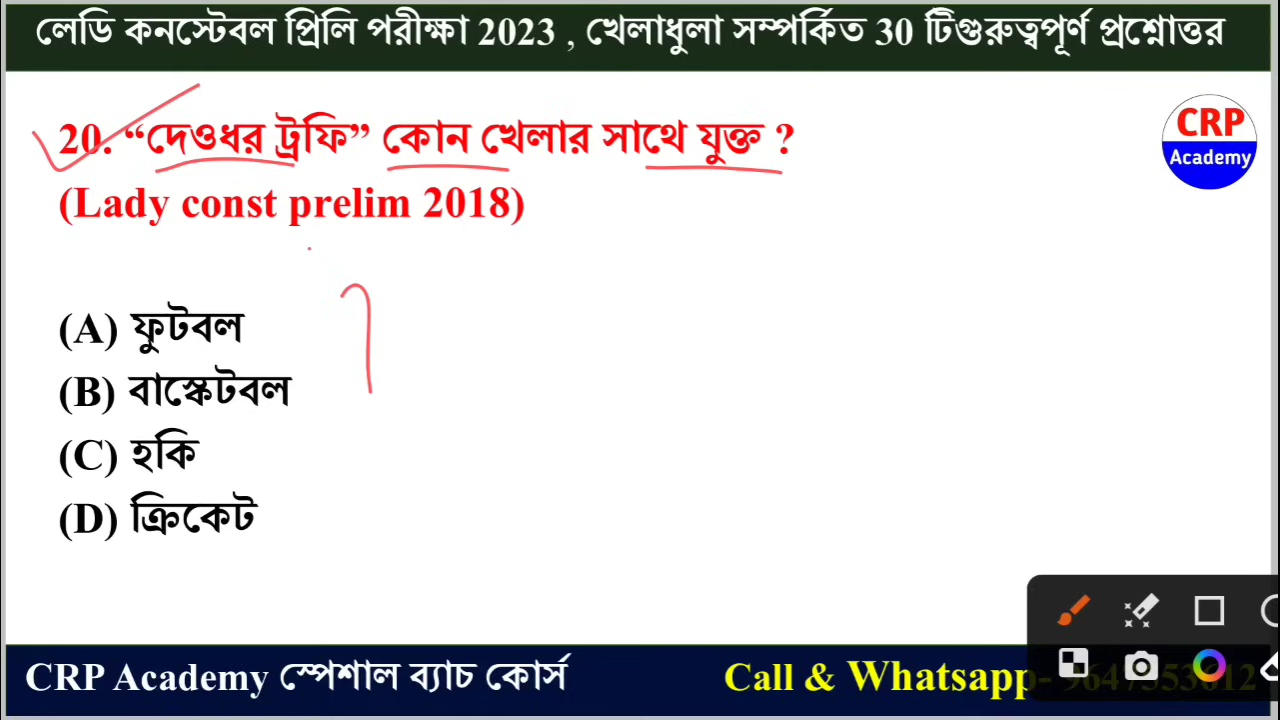 লেডি কনস্টেবল প্রিলি পরীক্ষা 2023 , খেলাধুলা সম্পর্কিত 30 টিগুরুত্বপূর্ণ প্রশ্নোত্তর
20. “দেওধর ট্রফি” কোন খেলার সাথে যুক্ত ?
(Lady const prelim 2018)
CRP
Academy
(A) ফুটবল
(B) বাস্কেটবল
(C) হকি
(D) ক্রিকেট
CRP Academy স্পেশাল ব্যাচ কোর্স
Call & Whatsapp-